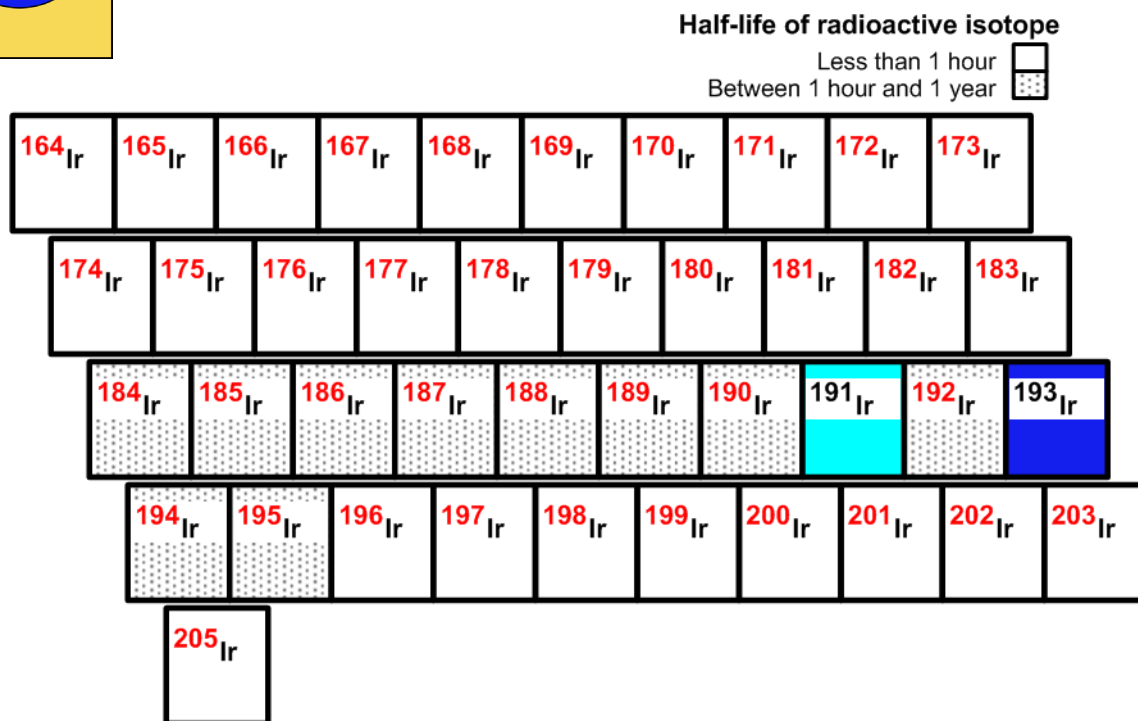 Half-life of radioactive isotope
Less than 1 hour
Between 1 hour and 1 year
164Ir 165Ir 166Ir 167Ir 168Ir 169Ir 170Ir 171Ir 172Ir 173Ir
174Ir 175Ir 176Ir 177Ir 178Ir 179Ir 180Ir 181Ir 182Ir 183Ir
184Ir 185Ir 186Ir 187Ir 188Ir 189Ir 190Ir 191Ir 192Ir 193Ir
194Ir 195Ir 196Ir 197Ir 198Ir 199Ir 200Ir 201Ir 202Ir 203Ir
205Ir